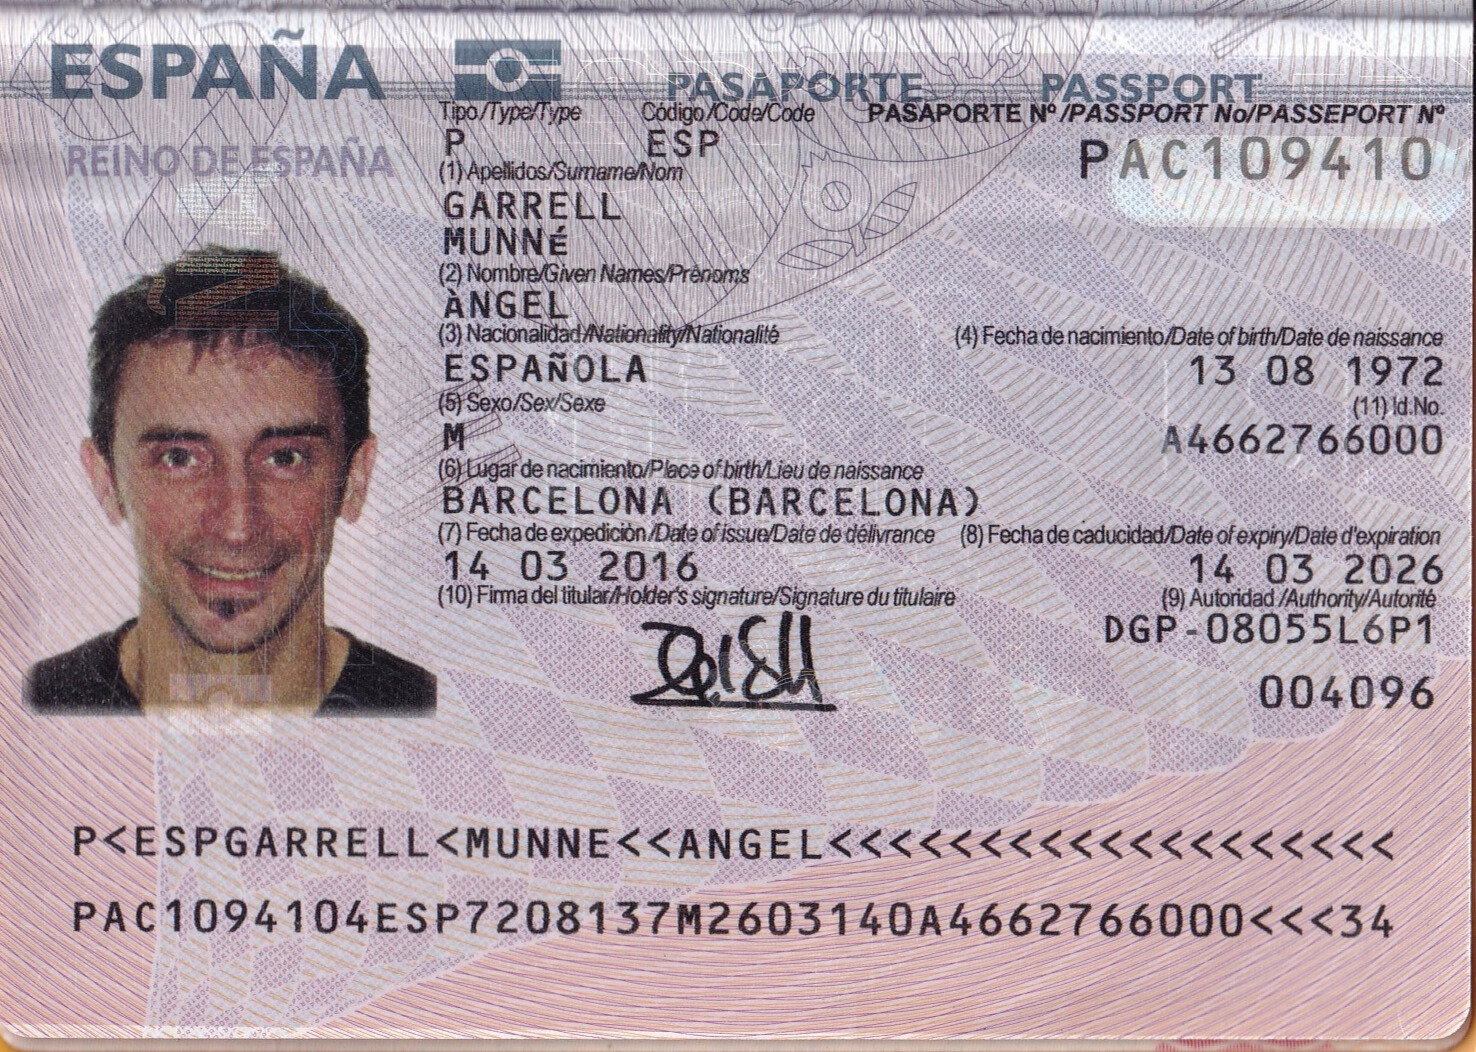 ESPAÑA PASAPORTE PASSPORT
Tipo/Type/Type Código/Code/Code PASAPORTE Nº/PASSPORT No/PASSEPORT Nº
REINO DE ESPAÑA P ESP PAC109410
(1) Apellidos/Surname/Nom
GARRELL
MUNNé
(2) Nombre/Given Names/Prénoms
ÀNGEL
(3) Nacionalidad/Nationality/Nationalité (4) Fecha de nacimiento/Date of birth/Date de naissance
ESPAÑOLA 13 08 1972
(5) Sexo/Sex/Sexe (11) Id.No.
M A4662766000
(6) Lugar de nacimiento/Place of birth/Lieu de naissance
BARCELONA (BARCELONA)
(7) Fecha de expedición/Date of issue/Date de délivrance (8) Fecha de caducidad/Date of expiry/Date d'expiration
14 03 2016 14 03 2026
(10) Firma del titular/Holder's signature/Signature du titulaire (9) Autoridad/Authority/Autorité
DGP-08055L6P1
004096
P<ESPGARRELL<MUNNE<<ANGEL<<<<<<<<<<<<<<<<<<<
PAC1094104ESP7208137M2603140A4662766000<<<34